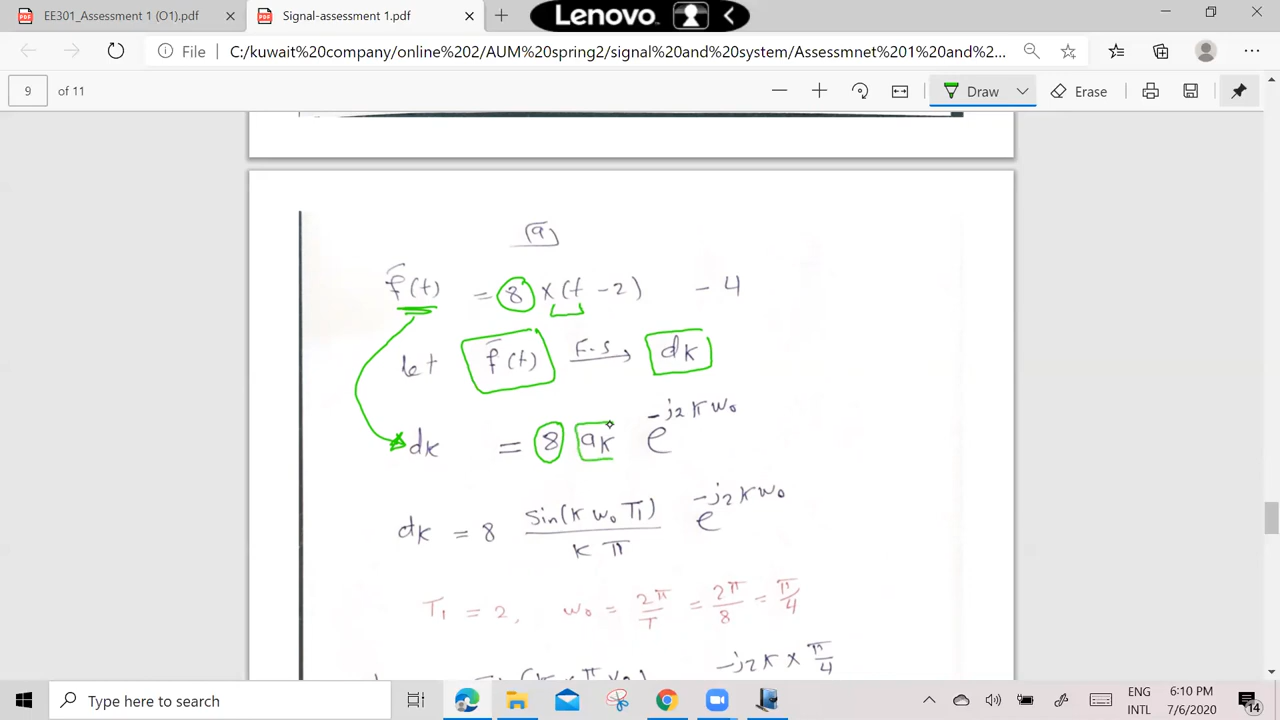 EE301_Assessment 1 (O1).pdf
Signal-assessment 1.pdf
Lenovo
File
C:/kuwait%20company/online%202/AUM%20spring2/signal%20and%20system/Assessmnet%201%20and%2...
9 of 11
Draw
Erase
9
f(t) = 8 x(t - 2) - 4
let f(t) F.S → dk
dk = 8 ak e^-j2kw₀
dk = 8 sin(k w₀ T₁) / kπ e^-j2kw₀
T₁ = 2, w₀ = 2π/T = 2π/8 = π/4
-j2k × π/4
Type here to search
ENG
INTL
6:10 PM
7/6/2020
14